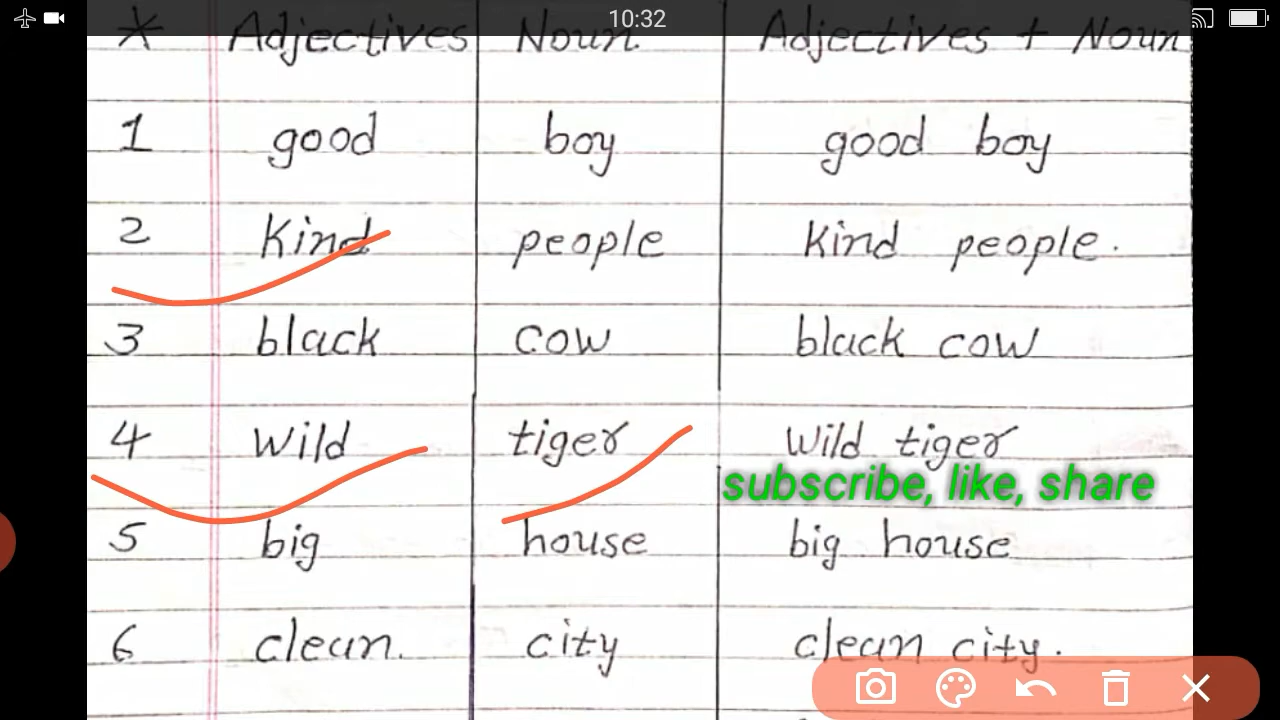 10:32
* Adjectives Noun Adjectives + Noun
1 good boy good boy
2 Kind people Kind people.
3 black cow black cow
4 Wild tiger Wild tiger
subscribe, like, share
5 big house big house
6 clean. city clean city.